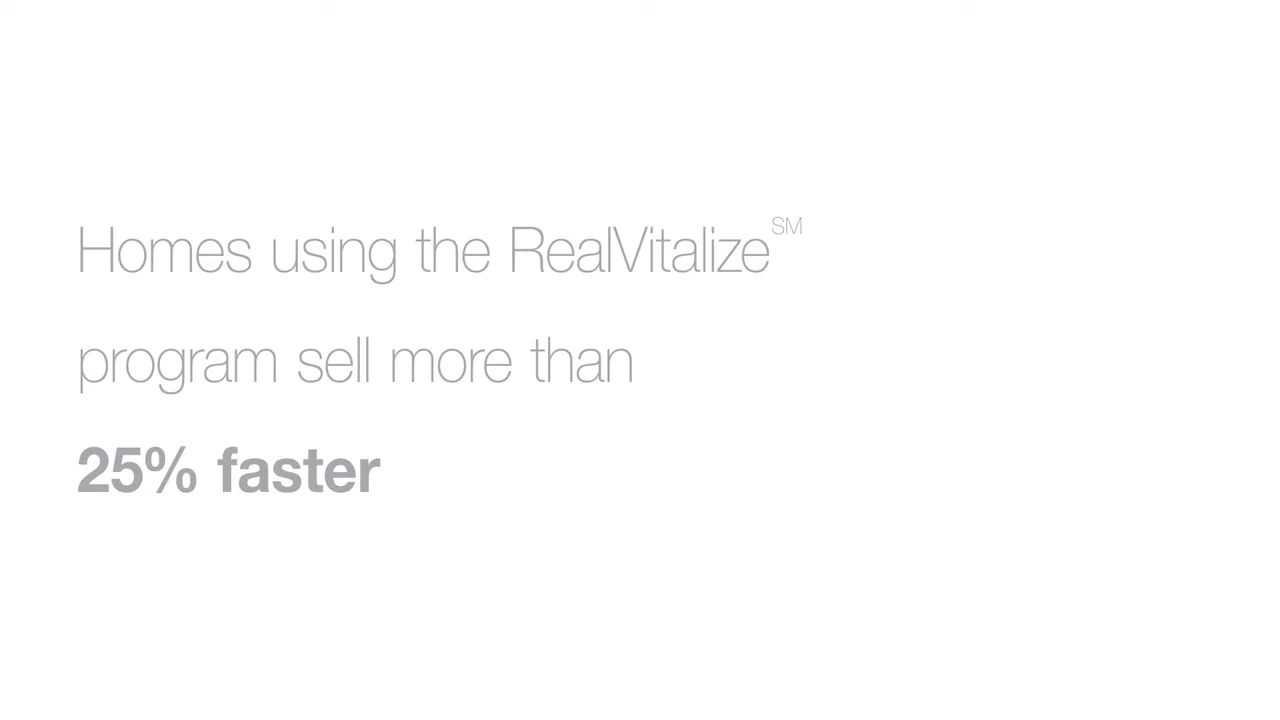 Homes using the RealVitalize℠
program sell more than
25% faster